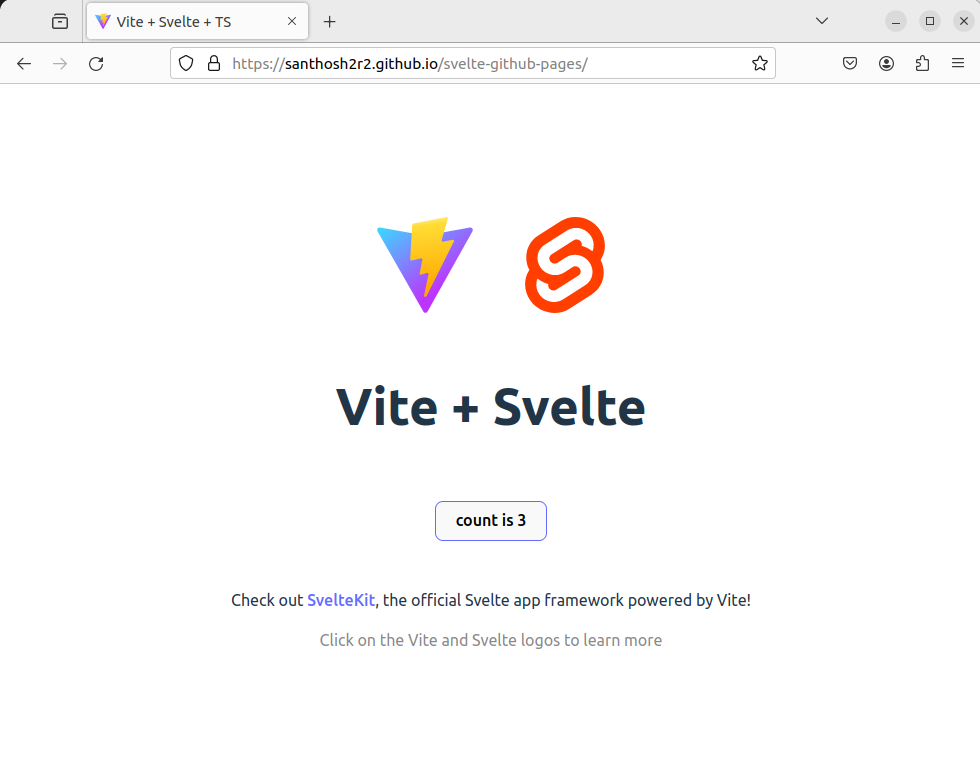 Vite + Svelte + TS
https://santhosh2r2.github.io/svelte-github-pages/
Vite + Svelte
count is 3
Check out SvelteKit, the official Svelte app framework powered by Vite!
Click on the Vite and Svelte logos to learn more